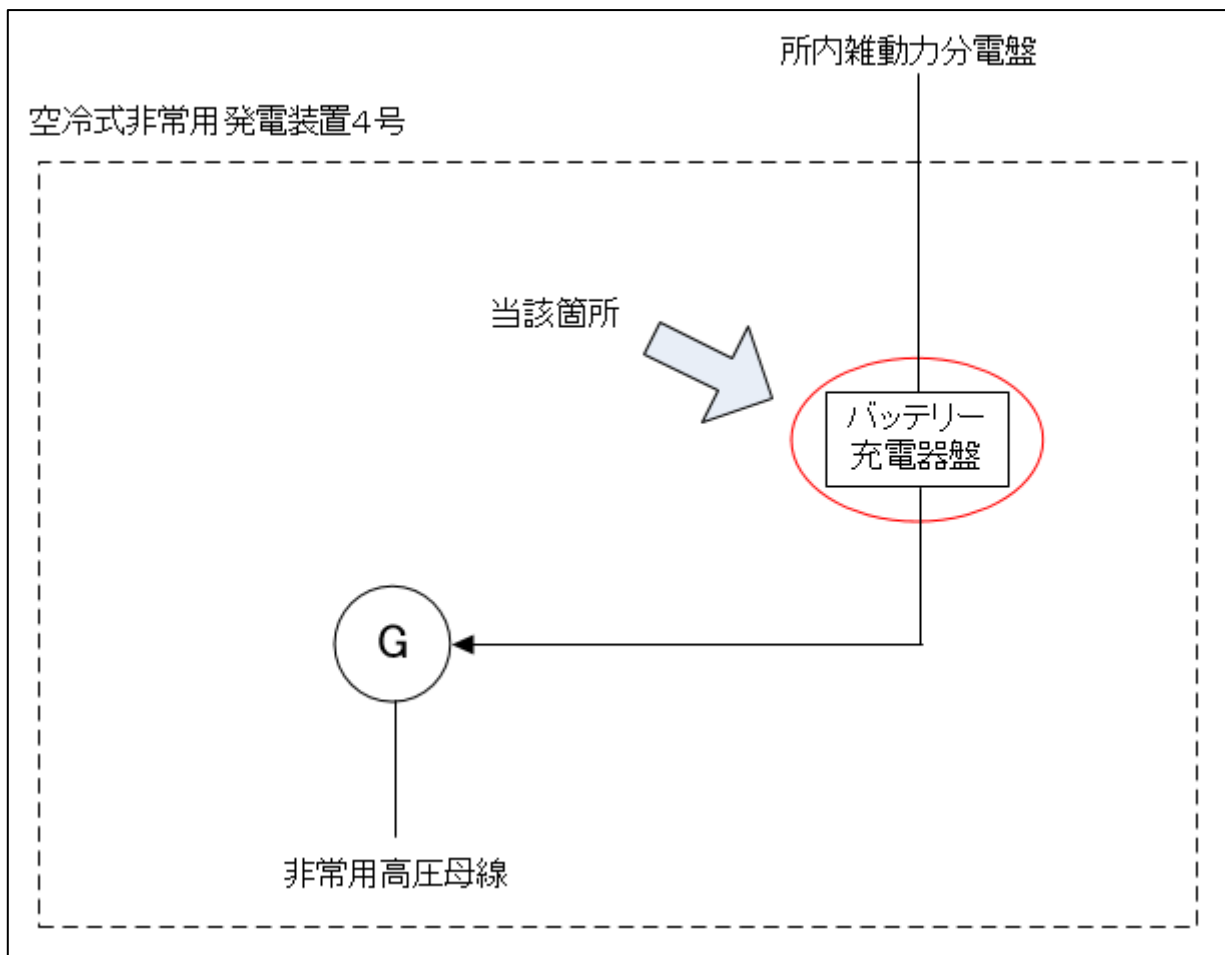 所内雑動力分電盤
空冷式非常用発電装置4号
当該箇所
バッテリー
充電器盤
G
非常用高圧母線